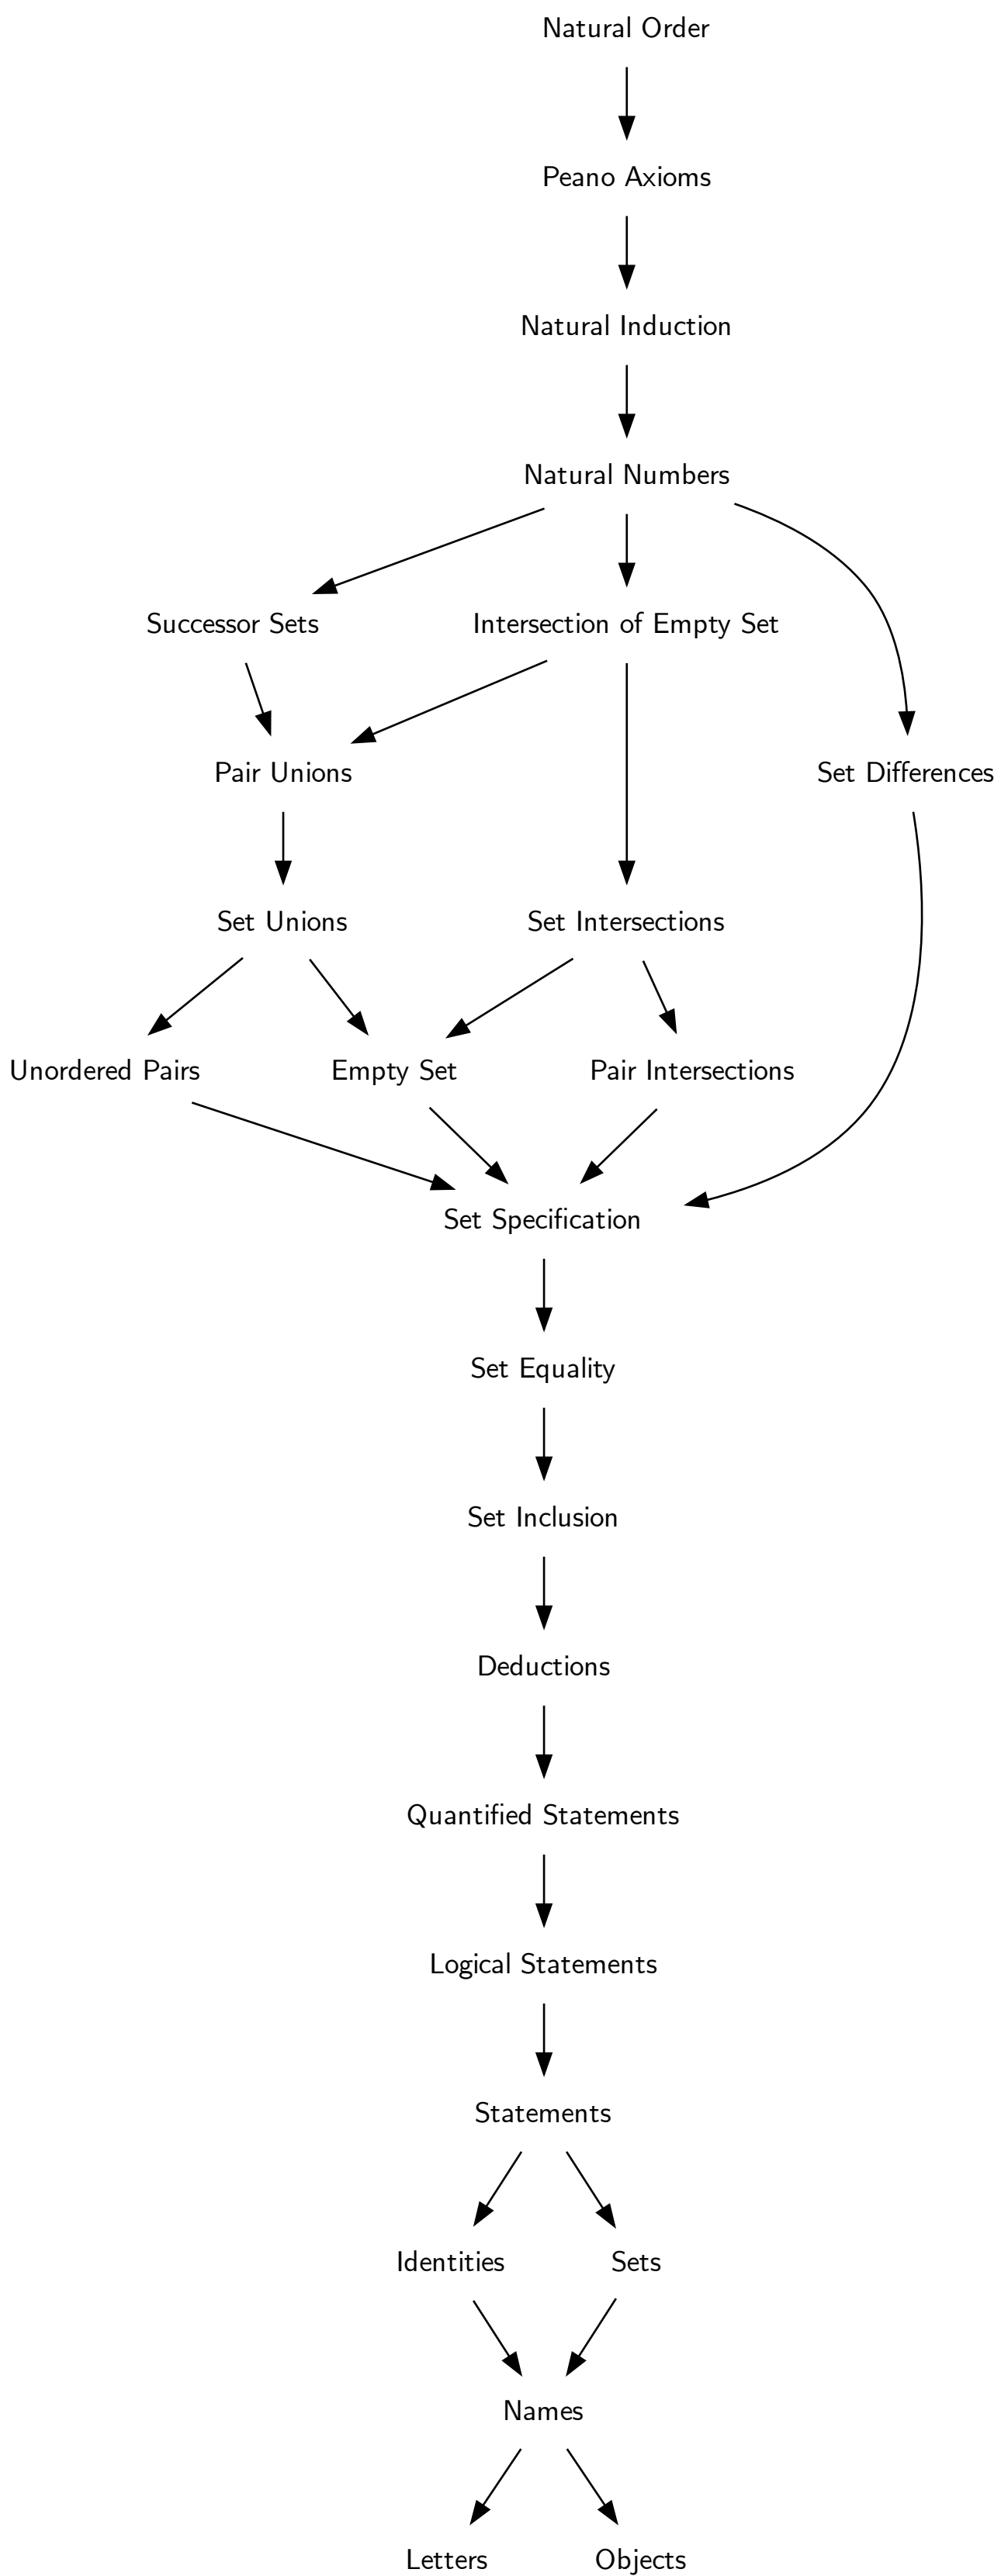 Natural Order
Peano Axioms
Natural Induction
Natural Numbers
Successor Sets
Intersection of Empty Set
Pair Unions
Set Differences
Set Unions
Set Intersections
Unordered Pairs
Empty Set
Pair Intersections
Set Specification
Set Equality
Set Inclusion
Deductions
Quantified Statements
Logical Statements
Statements
Identities
Sets
Names
Letters
Objects